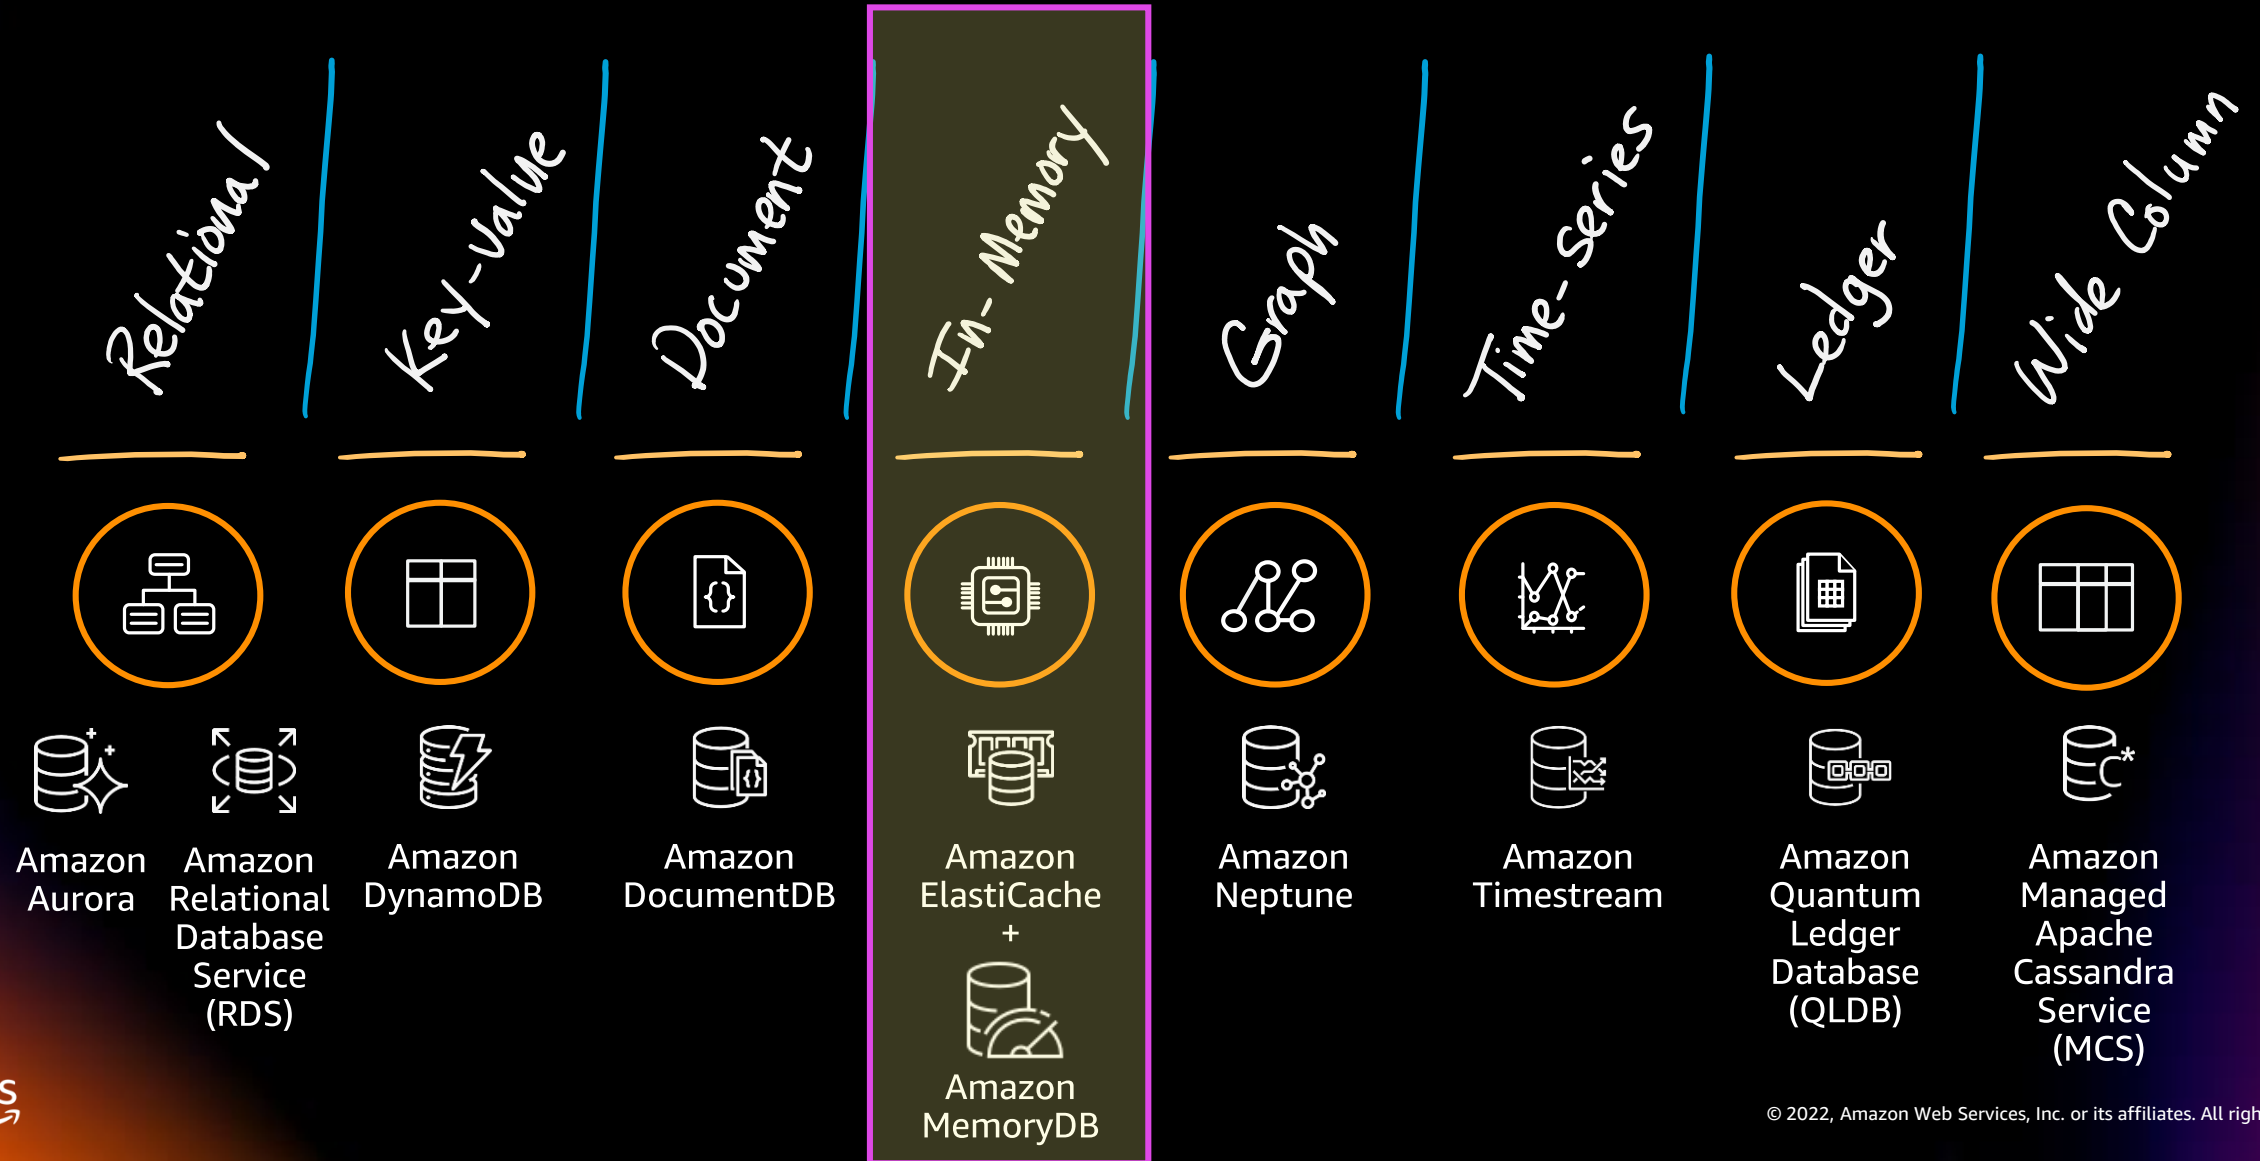 Relational
Key-value
Document
In-Memory
Graph
Time-Series
Ledger
Wide Column
Amazon
Aurora
Amazon
Relational
Database
Service
(RDS)
Amazon
DynamoDB
Amazon
DocumentDB
Amazon
ElastiCache
+
Amazon
MemoryDB
Amazon
Neptune
Amazon
Timestream
Amazon
Quantum
Ledger
Database
(QLDB)
Amazon
Managed
Apache
Cassandra
Service
(MCS)
C*
© 2022, Amazon Web Services, Inc. or its affiliates. All righ